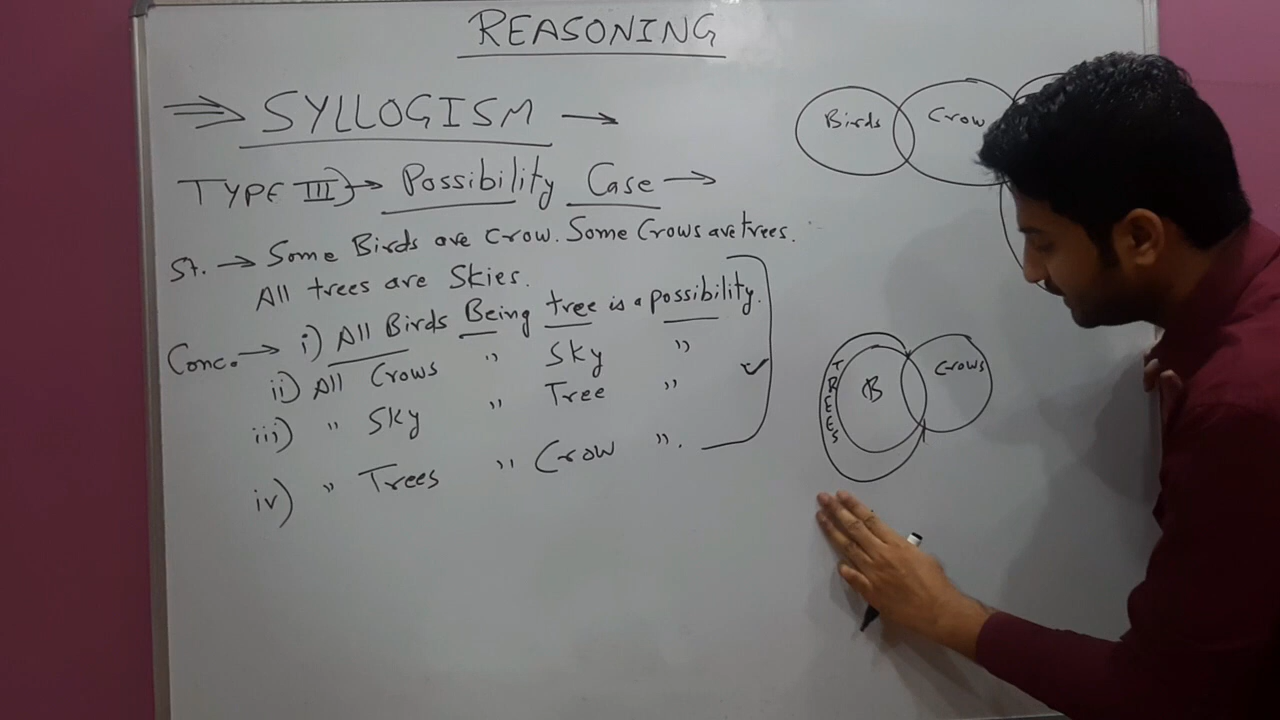 REASONING
⇒ SYLLOGISM →
TYPE III) → Possibility Case →
St. → Some Birds are Crow. Some Crows are trees.
All trees are Skies.
Conc. → i) All Birds Being tree is a possibility.
ii) All Crows " Sky "
iii) " Sky " Tree "
iv) " Trees " Crow ".
Birds Crow
TREES B Crows